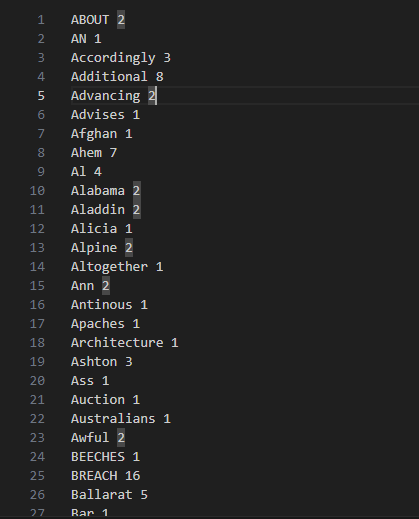 1 ABOUT 2
2 AN 1
3 Accordingly 3
4 Additional 8
5 Advancing 2
6 Advises 1
7 Afghan 1
8 Ahem 7
9 Al 4
10 Alabama 2
11 Aladdin 2
12 Alicia 1
13 Alpine 2
14 Altogether 1
15 Ann 2
16 Antinous 1
17 Apaches 1
18 Architecture 1
19 Ashton 3
20 Ass 1
21 Auction 1
22 Australians 1
23 Awful 2
24 BEECHES 1
25 BREACH 16
26 Ballarat 5
27 Bar 1